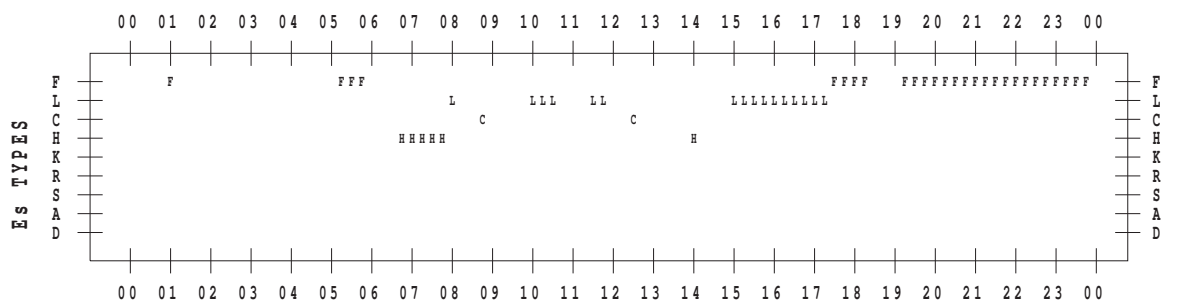 00 01 02 03 04 05 06 07 08 09 10 11 12 13 14 15 16 17 18 19 20 21 22 23 00
F F FFF FFFF FFFFFFFFFFFFFFFFFFF F
L L LLL LL LLLLLLLLLL L
C C C C
H HHHHH H H
K K
R R
S S
A A
D D
Es TYPES
00 01 02 03 04 05 06 07 08 09 10 11 12 13 14 15 16 17 18 19 20 21 22 23 00